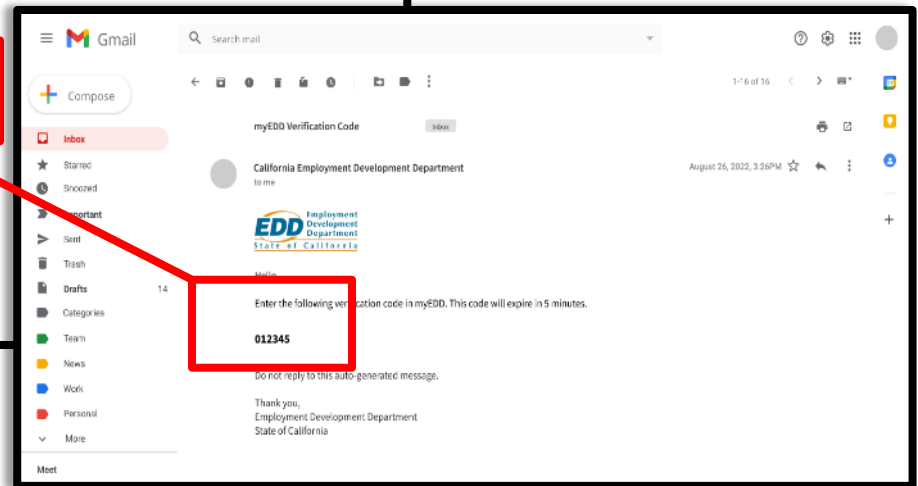 Gmail
Search mail
Compose
1-16 of 16
Inbox
Starred
Snoozed
Important
Sent
Trash
Drafts 14
Categories
Team
News
Work
Personal
More
Meet
myEDD Verification Code Inbox
California Employment Development Department
August 26, 2022, 3:26PM
to me
EDD Employment
Development
Department
State of California
Hello
Enter the following verification code in myEDD. This code will expire in 5 minutes.
012345
Do not reply to this auto-generated message.
Thank you,
Employment Development Department
State of California